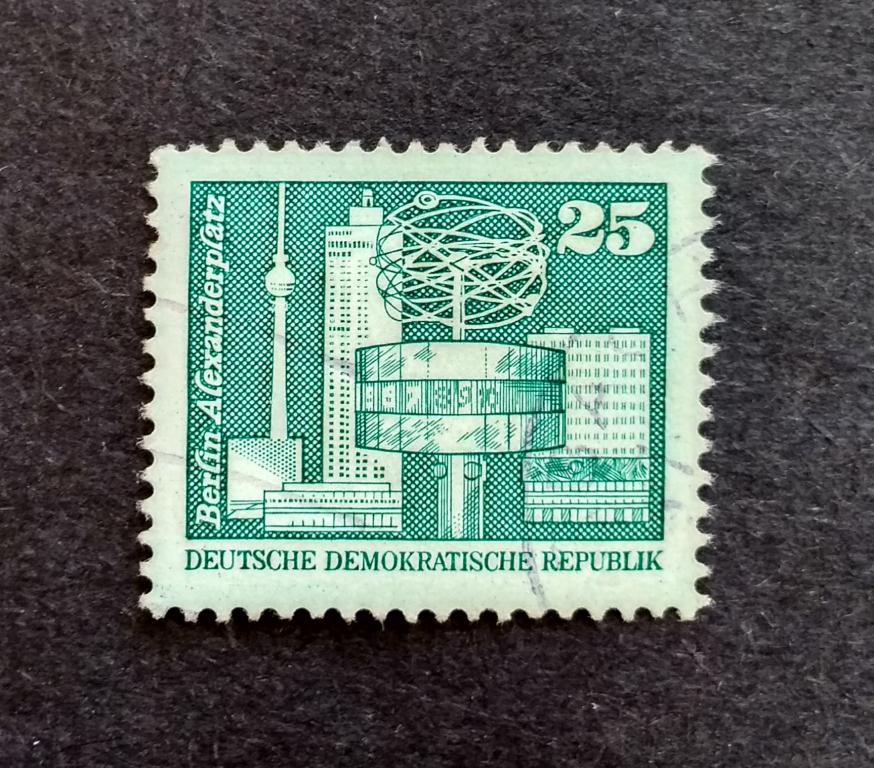 Berlin Alexanderplatz
25
DEUTSCHE DEMOKRATISCHE REPUBLIK